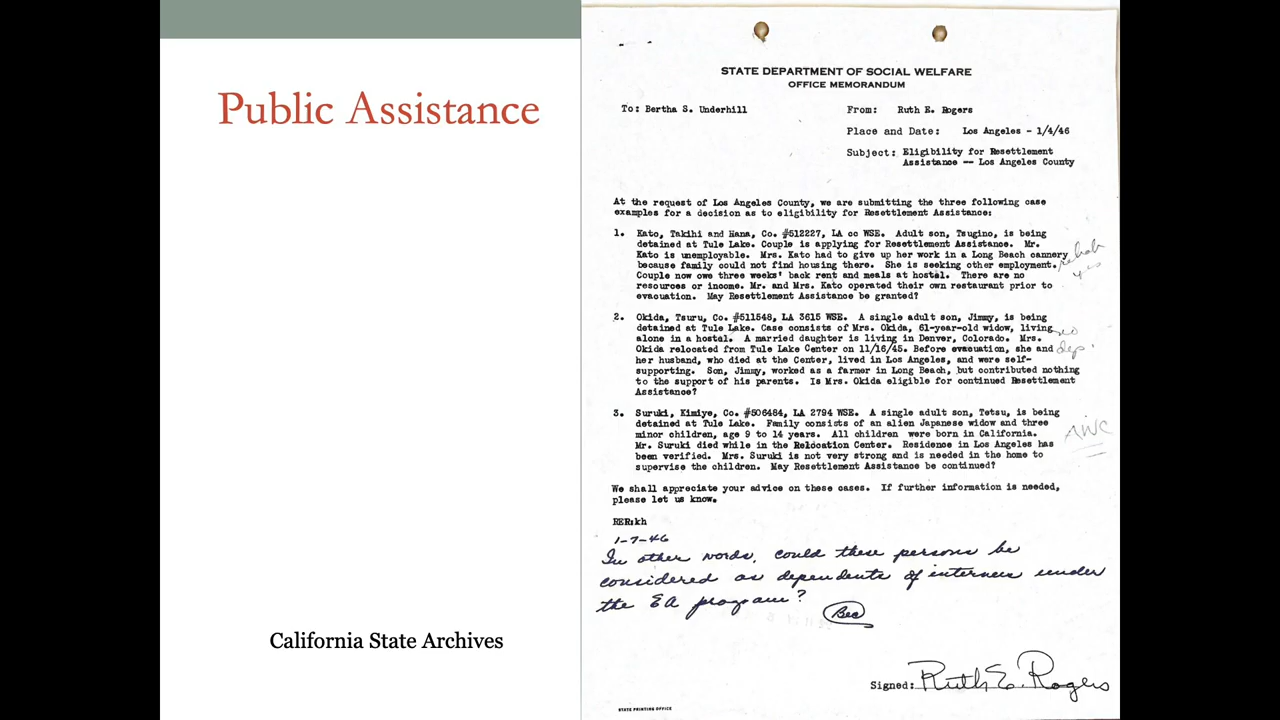 Public Assistance
California State Archives
STATE DEPARTMENT OF SOCIAL WELFARE
OFFICE MEMORANDUM
To: Bertha S. Underhill
From: Ruth E. Rogers
Place and Date: Los Angeles - 1/4/46
Subject: Eligibility for Resettlement
Assistance -- Los Angeles County
At the request of Los Angeles County, we are submitting the three following case
examples for a decision as to eligibility for Resettlement Assistance:
1. Kato, Takihi and Hana, Co. #512227, LA cc WSE. Adult son, Tsugino, is being
detained at Tule Lake. Couple is applying for Resettlement Assistance. Mr.
Kato is unemployable. Mrs. Kato had to give up her work in a Long Beach cannery
because family could not find housing there. She is seeking other employment.
Couple now owe three weeks' back rent and meals at hostal. There are no
resources or income. Mr. and Mrs. Kato operated their own restaurant prior to
evacuation. May Resettlement Assistance be granted?
rehab
yes
2. Okida, Tsuru, Co. #511548, LA 3615 WSE. A single adult son, Jimmy, is being
detained at Tule Lake. Case consists of Mrs. Okida, 61-year-old widow, living
alone in a hostel. A married daughter is living in Denver, Colorado. Mrs.
Okida relocated from Tule Lake Center on 11/16/45. Before evacuation, she and
her husband, who died at the Center, lived in Los Angeles, and were self-
supporting. Son, Jimmy, worked as a farmer in Long Beach, but contributed nothing
to the support of his parents. Is Mrs. Okida eligible for continued Resettlement
Assistance?
dep.
3. Suruki, Kimiye, Co. #506484, LA 2794 WSE. A single adult son, Tetsu, is being
detained at Tule Lake. Family consists of an alien Japanese widow and three
minor children, age 9 to 14 years. All children were born in California.
Mr. Suruki died while in the Relocation Center. Residence in Los Angeles has
been verified. Mrs. Suruki is not very strong and is needed in the home to
supervise the children. May Resettlement Assistance be continued?
We shall appreciate your advice on these cases. If further information is needed,
please let us know.
RER:kh
1-7-46
In other words, could these persons be
considered as dependents of internees under
the EA program?
Signed: Ruth E. Rogers
STATE PRINTING OFFICE